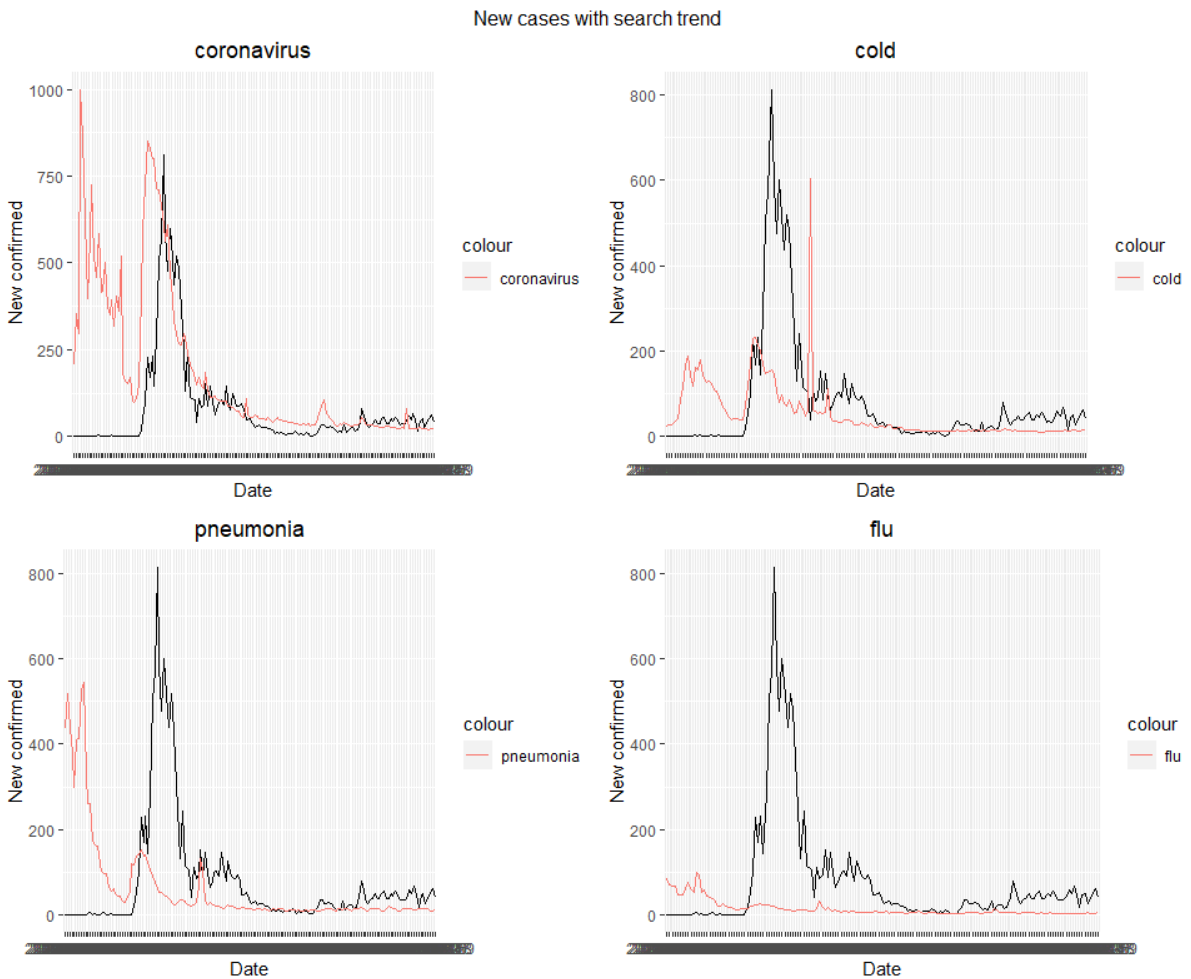 New cases with search trend
coronavirus
1000
750
500
250
0
New confirmed
Date
colour
coronavirus
cold
800
600
400
200
0
New confirmed
Date
colour
cold
pneumonia
800
600
400
200
0
New confirmed
Date
colour
pneumonia
flu
800
600
400
200
0
New confirmed
Date
colour
flu